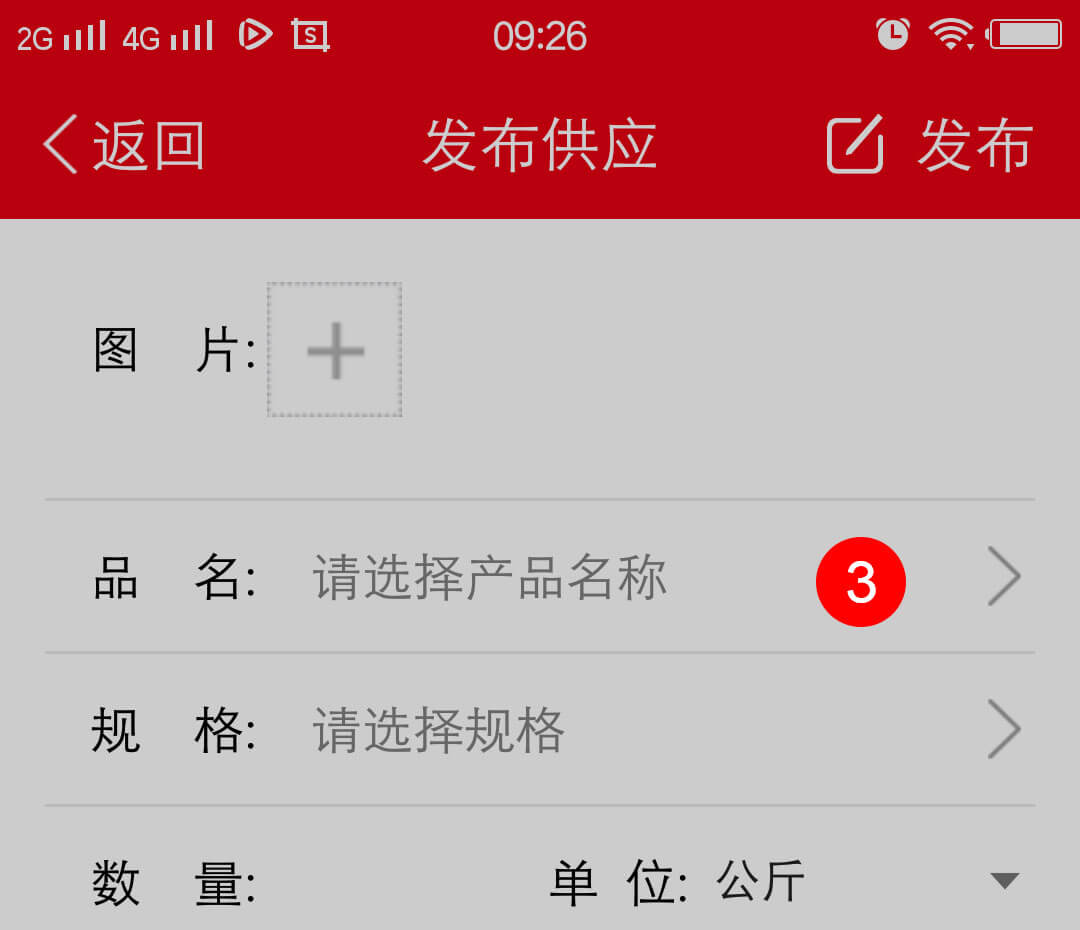 2G 4G S 09:26
返回 发布供应 发布
图 片:
品 名: 请选择产品名称 3
规 格: 请选择规格
数 量: 单 位: 公斤